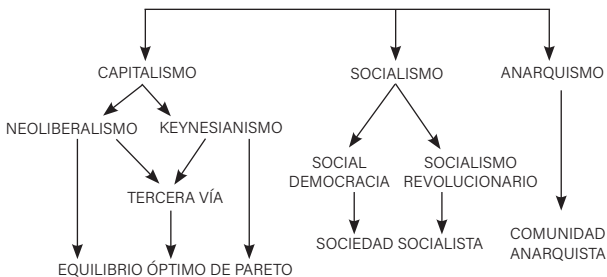 CAPITALISMO
SOCIALISMO
ANARQUISMO
NEOLIBERALISMO
KEYNESIANISMO
SOCIAL
DEMOCRACIA
SOCIALISMO
REVOLUCIONARIO
TERCERA VÍA
SOCIEDAD SOCIALISTA
COMUNIDAD
ANARQUISTA
EQUILIBRIO ÓPTIMO DE PARETO